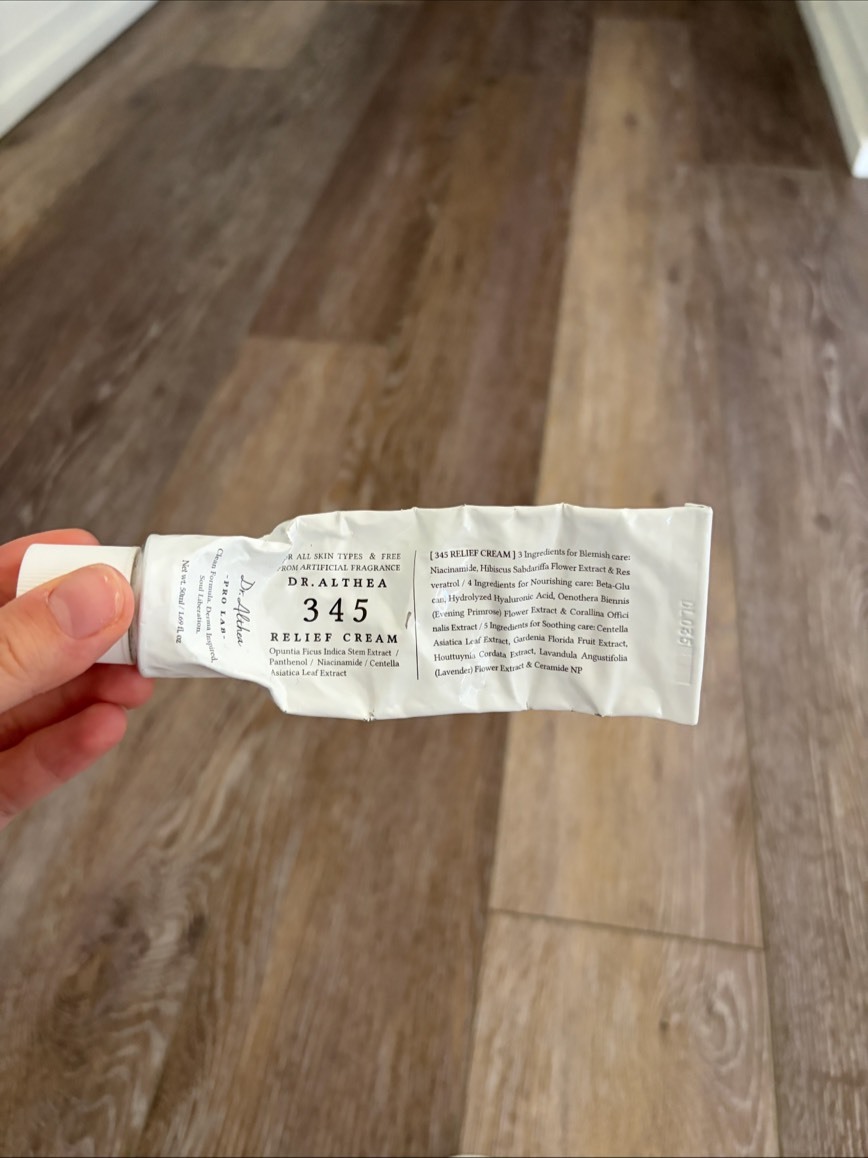 R ALL SKIN TYPES & FREE
ROM ARTIFICIAL FRAGRANCE
DR.ALTHEA
345
RELIEF CREAM
Opuntia Ficus Indica Stem Extract /
Panthenol / Niacinamide / Centella
Asiatica Leaf Extract
[ 345 RELIEF CREAM ] 3 Ingredients for Blemish care:
Niacinamide, Hibiscus Sabdariffa Flower Extract & Res
veratrol / 4 Ingredients for Nourishing care: Beta-Glu
can, Hydrolyzed Hyaluronic Acid, Oenothera Biennis
(Evening Primrose) Flower Extract & Corallina Offici
nalis Extract / 5 Ingredients for Soothing care: Centella
Asiatica Leaf Extract, Gardenia Florida Fruit Extract,
Houttuynia Cordata Extract, Lavandula Angustifolia
(Lavender) Flower Extract & Ceramide NP
Dr. Althea
- PRO LAB -
Clean Formula, Derma Inspired,
Soul Liberation.
Net wt. 50ml / 1.69 fl. oz